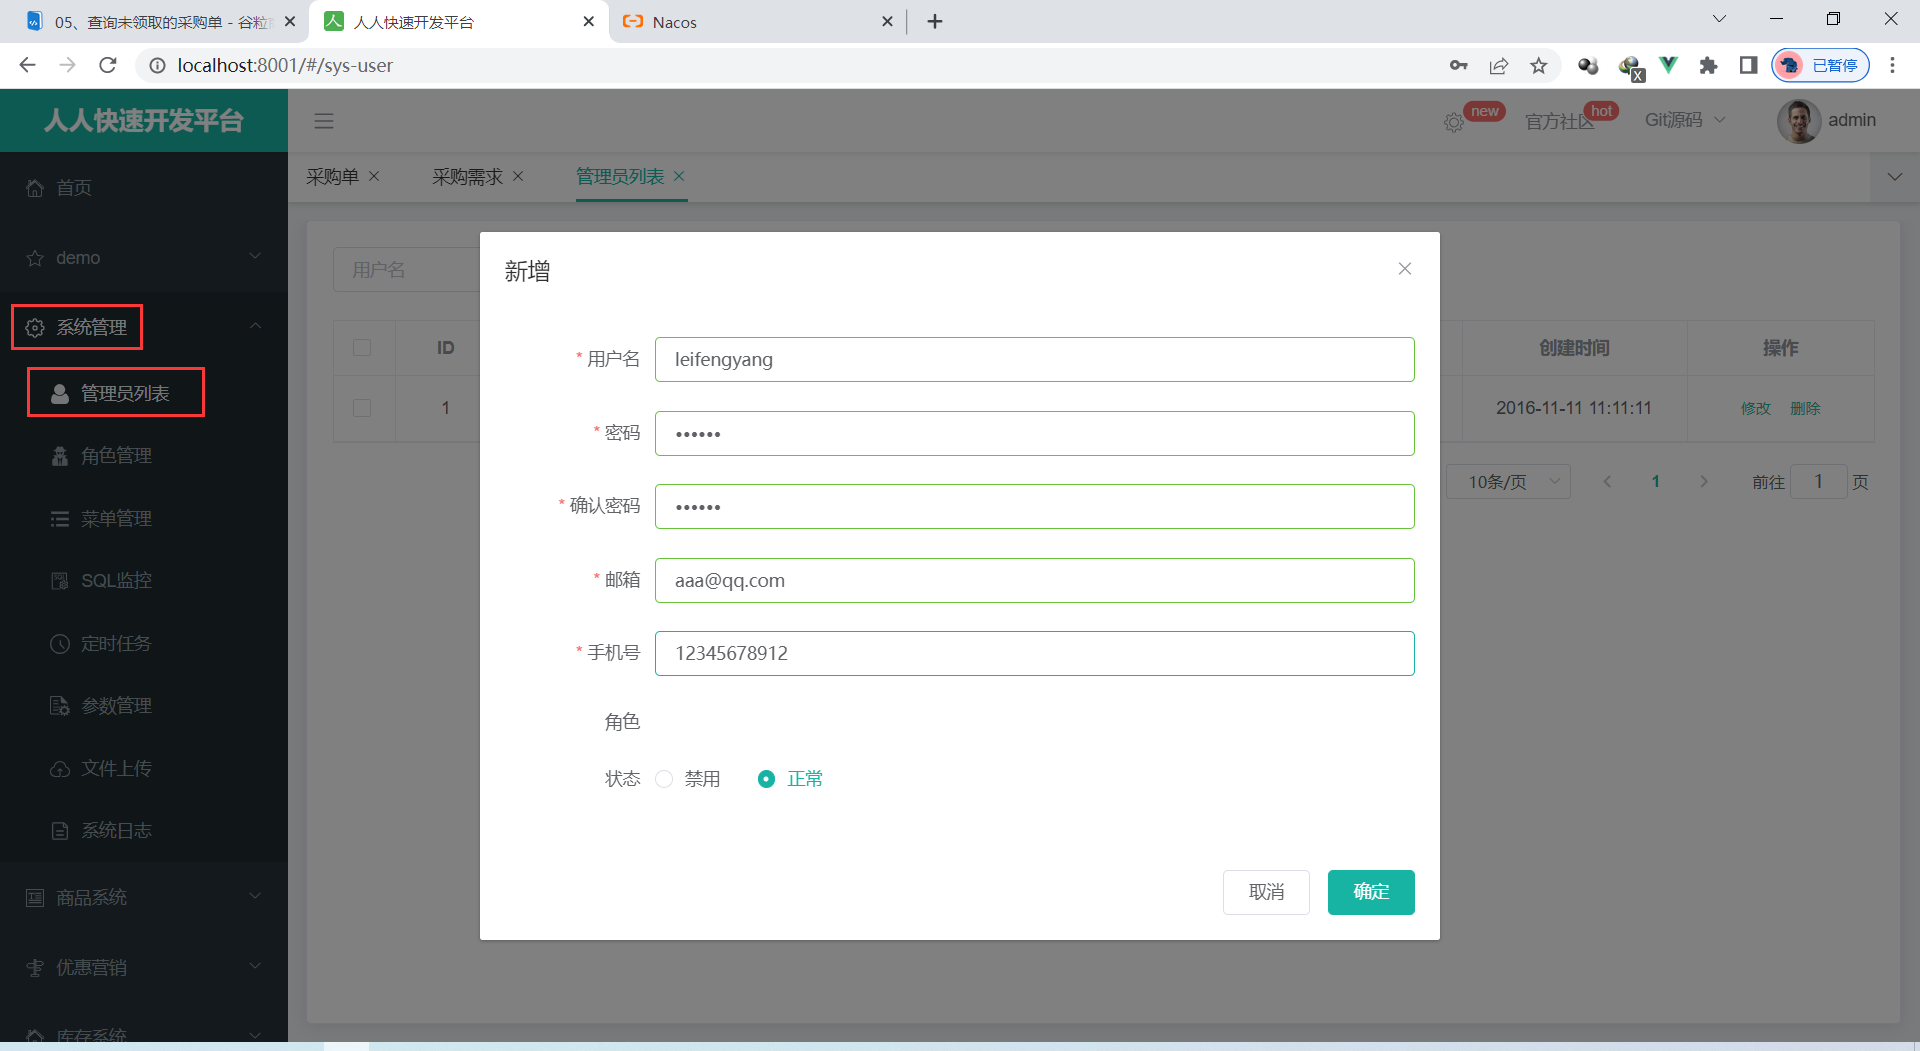 05、查询未领取的采购单 - 谷粒
人人快速开发平台
Nacos
localhost:8001/#/sys-user
已暂停
人人快速开发平台
new
官方社区
hot
Git源码
admin
首页
demo
系统管理
管理员列表
角色管理
菜单管理
SQL监控
定时任务
参数管理
文件上传
系统日志
商品系统
优惠营销
库存系统
采购单
采购需求
管理员列表
用户名
ID
创建时间
操作
1
2016-11-11 11:11:11
修改
删除
10条/页
1
前往
1
页
新增
* 用户名
leifengyang
* 密码
••••••
* 确认密码
••••••
* 邮箱
aaa@qq.com
* 手机号
12345678912
角色
状态
禁用
正常
取消
确定